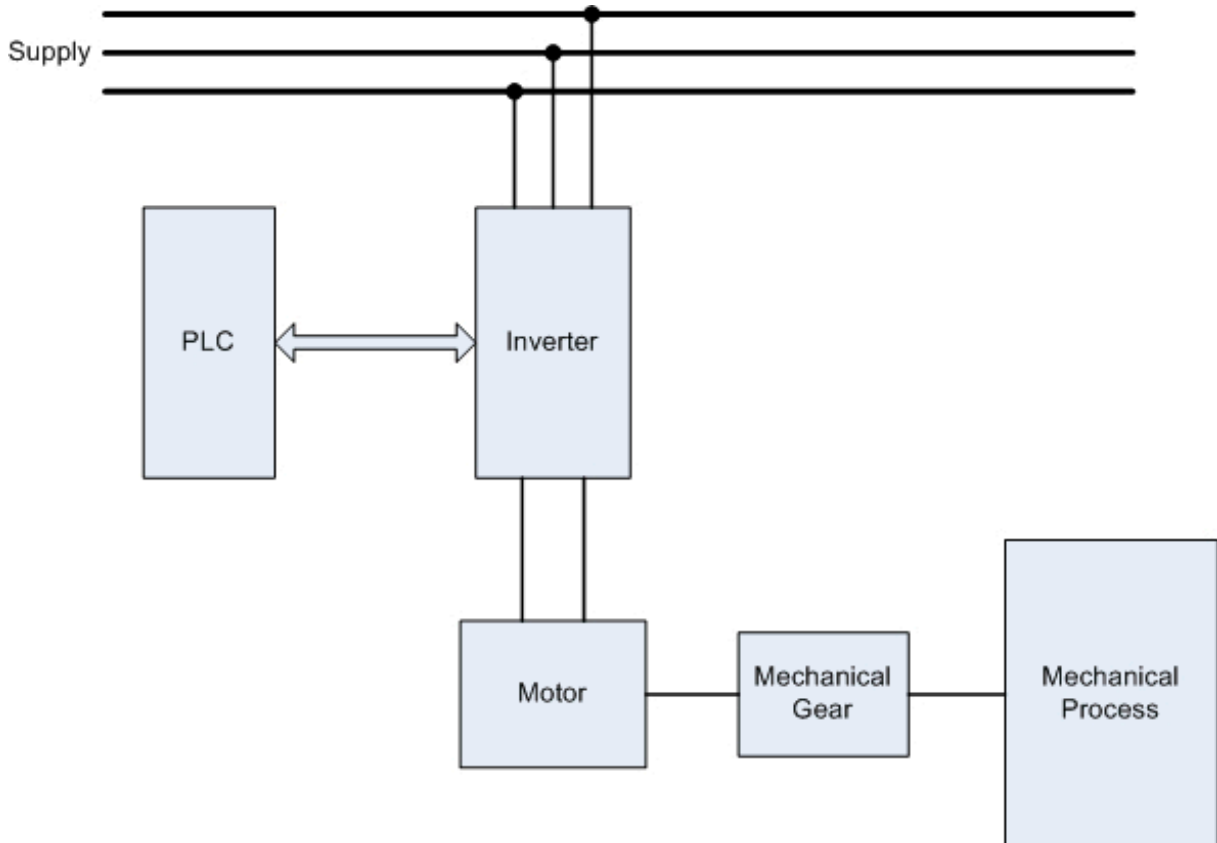 Supply
PLC
Inverter
Motor
Mechanical
Gear
Mechanical
Process